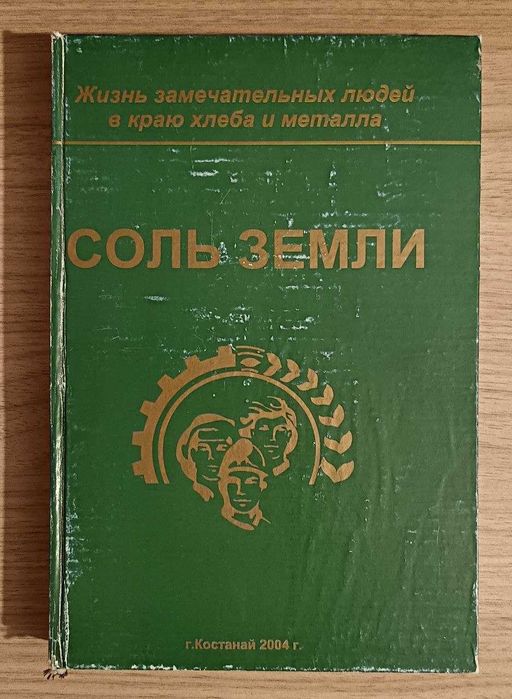 Жизнь замечательных людей
в краю хлеба и металла
СОЛЬ ЗЕМЛИ
г.Костанай 2004 г.